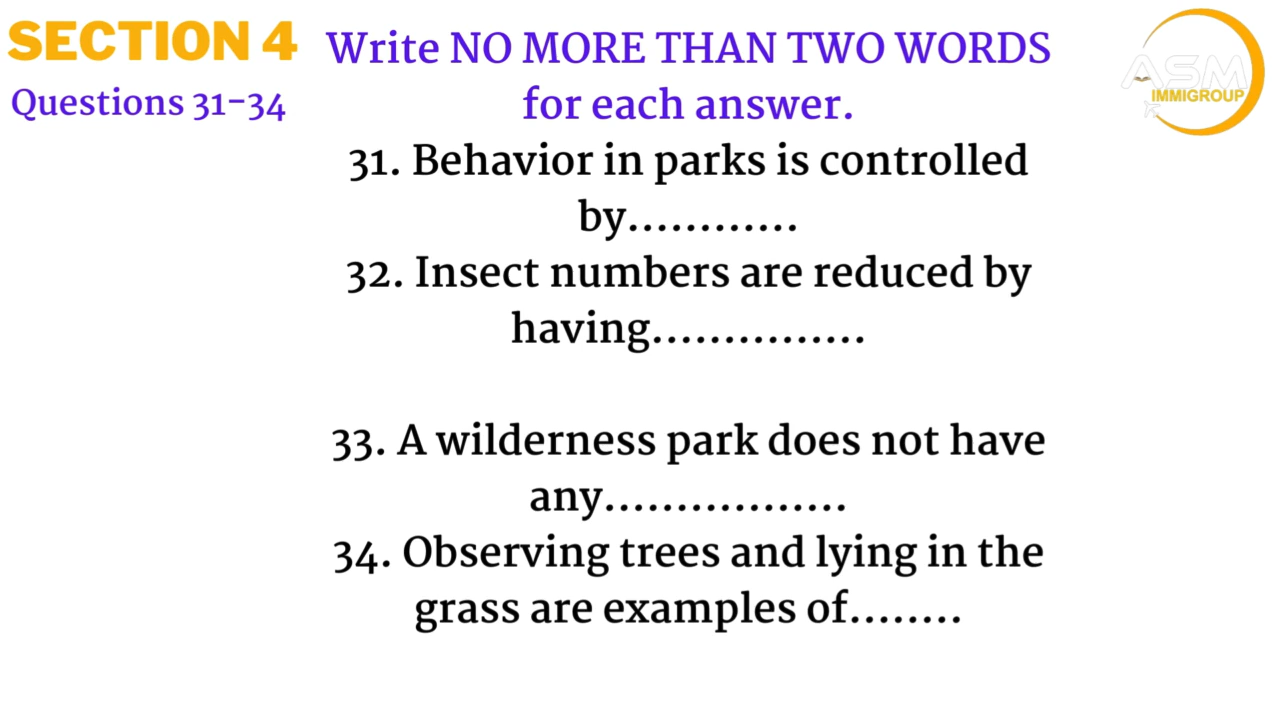 SECTION 4
Questions 31-34
Write NO MORE THAN TWO WORDS
for each answer.
ASM
IMMIGROUP
31. Behavior in parks is controlled
by............
32. Insect numbers are reduced by
having...............
33. A wilderness park does not have
any.................
34. Observing trees and lying in the
grass are examples of........